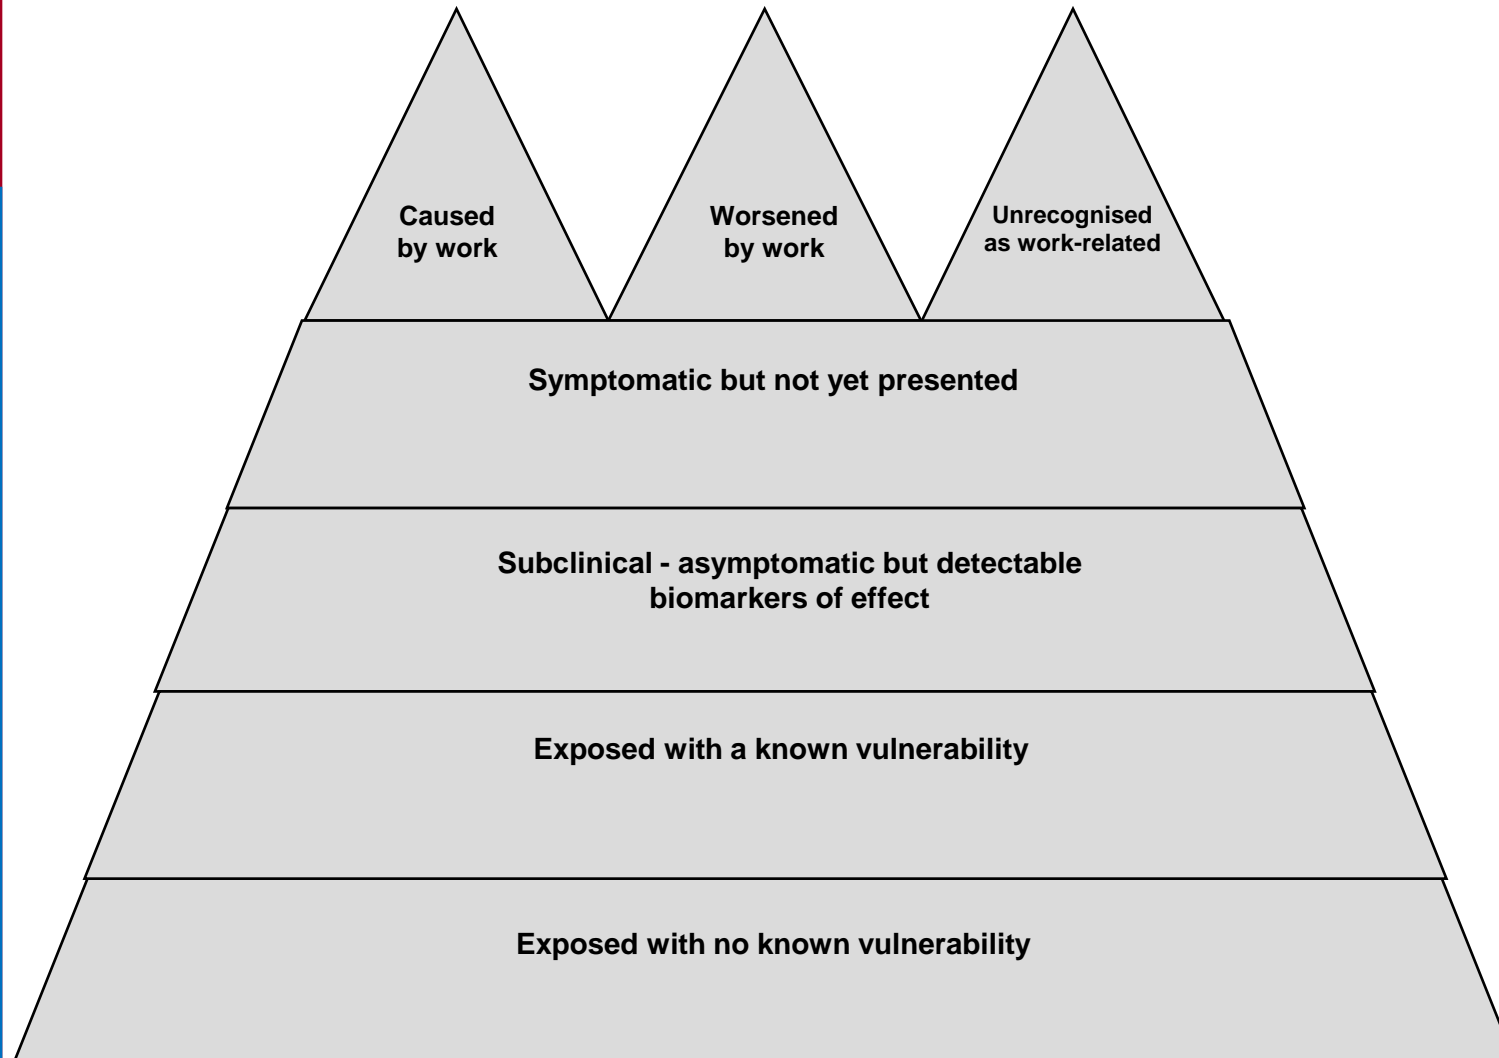 Caused
by work
Worsened
by work
Unrecognised
as work-related
Symptomatic but not yet presented
Subclinical - asymptomatic but detectable
biomarkers of effect
Exposed with a known vulnerability
Exposed with no known vulnerability